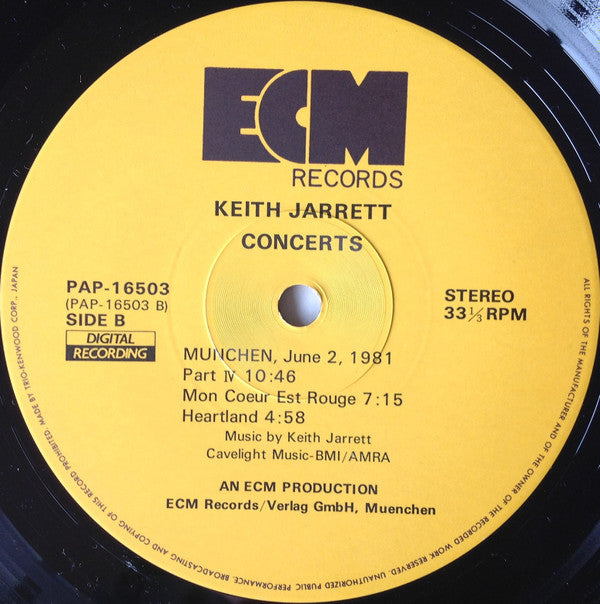 ECM
RECORDS
KEITH JARRETT
CONCERTS
PAP-16503
(PAP-16503 B)
SIDE B
DIGITAL
RECORDING
STEREO
33 1/3 RPM
MUNCHEN, June 2, 1981
Part IV 10:46
Mon Coeur Est Rouge 7:15
Heartland 4:58
Music by Keith Jarrett
Cavelight Music-BMI/AMRA
AN ECM PRODUCTION
ECM Records/Verlag GmbH, Muenchen
ALL RIGHTS OF THE MANUFACTURER AND OF THE OWNER OF THE RECORDED WORK RESERVED. UNAUTHORIZED PUBLIC PERFORMANCE, BROADCASTING AND COPYING OF THIS RECORD PROHIBITED. MADE BY TRIO-KENWOOD CORP., JAPAN